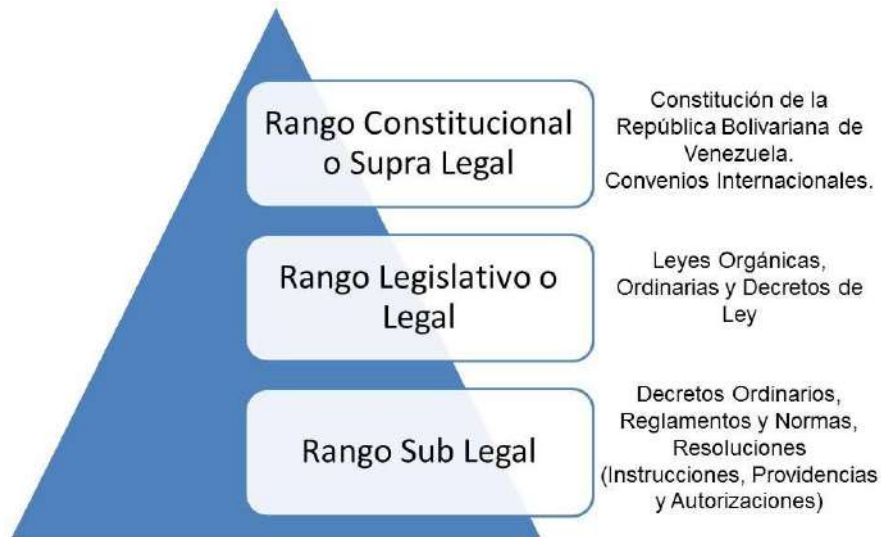 Rango Constitucional
o Supra Legal
Constitución de la
República Bolivariana de
Venezuela.
Convenios Internacionales.
Rango Legislativo o
Legal
Leyes Orgánicas,
Ordinarias y Decretos de
Ley
Rango Sub Legal
Decretos Ordinarios,
Reglamentos y Normas,
Resoluciones
(Instrucciones, Providencias
y Autorizaciones)